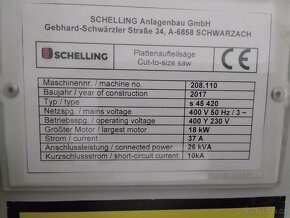 SCHELLING Anlagenbau GmbH
Gebhard-Schwärzler Straße 34, A-6858 SCHWARZACH
SCHELLING
Plattenaufteilsäge
Cut-to-size saw
CE
Maschinennr. / machine no. 208.110
Baujahr / year of construction 2017
Typ / type s 45 420
Netzspg. / mains voltage 400 V 50 Hz / 3 ~
Betriebsspg. / operating voltage 400 Y 230 V
Größter Motor / largest motor 18 kW
Strom / current 37 A
Anschlussleistung / connected power 26 kVA
Kurzschlussstrom / short-circuit current 10kA